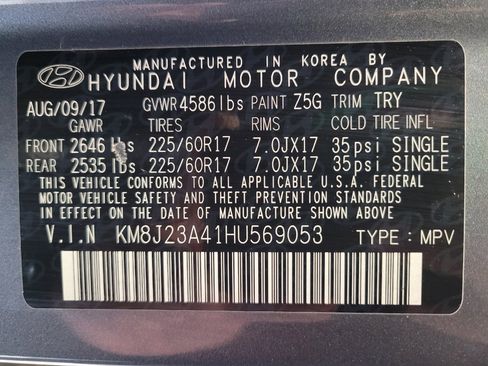 MANUFACTURED IN KOREA BY
HYUNDAI MOTOR COMPANY
AUG/09/17 GVWR 4586lbs PAINT Z5G TRIM TRY
GAWR TIRES RIMS COLD TIRE INFL.
FRONT 2646 lbs 225/60R17 7.0JX17 35psi SINGLE
REAR 2535 lbs 225/60R17 7.0JX17 35psi SINGLE
THIS VEHICLE CONFORMS TO ALL APPLICABLE U.S.A. FEDERAL
MOTOR VEHICLE SAFETY, BUMPER, AND THEFT PREVENTION STANDARDS
IN EFFECT ON THE DATE OF MANUFACTURE SHOWN ABOVE.
V.I.N KM8J23A41HU569053 TYPE : MPV